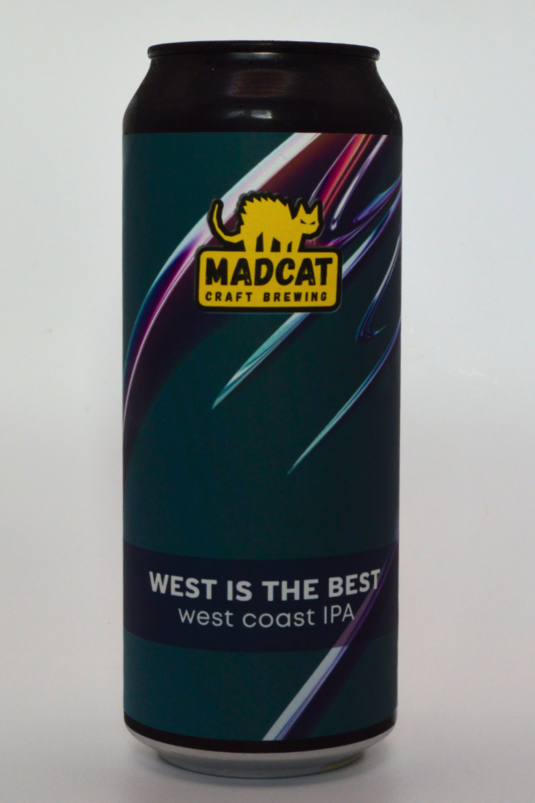 MADCAT
CRAFT BREWING
WEST IS THE BEST
west coast IPA